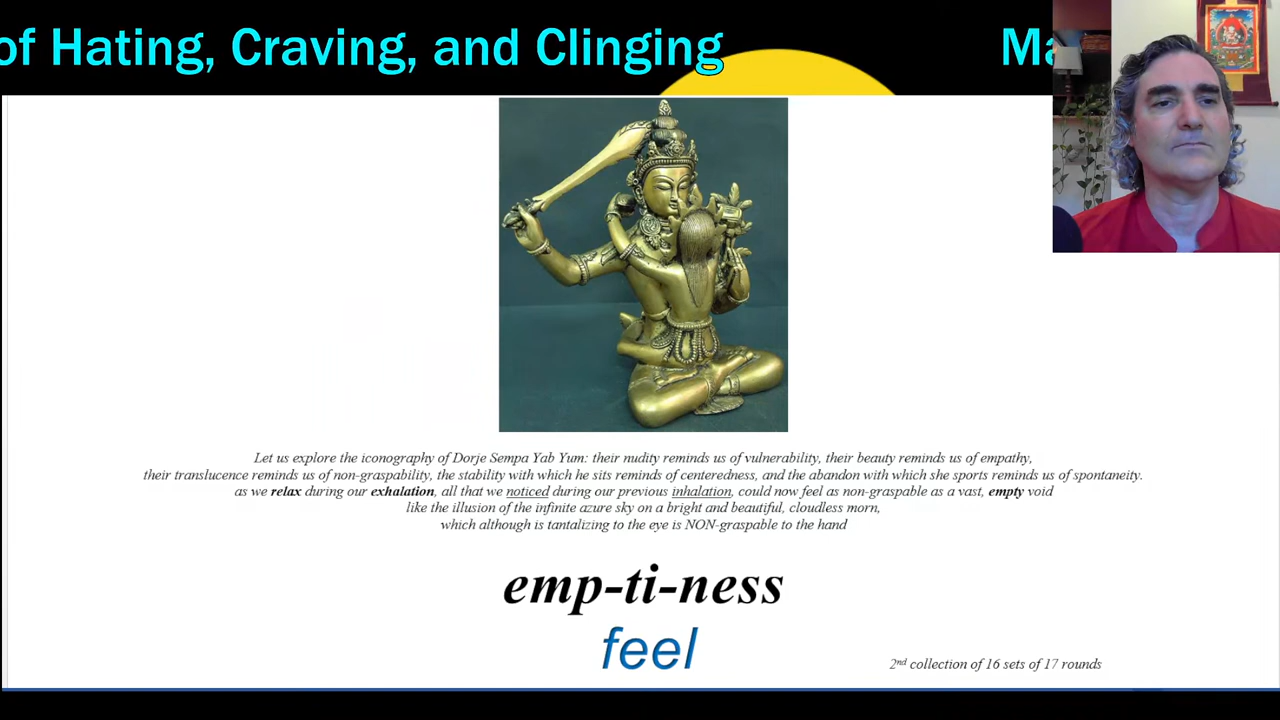 of Hating, Craving, and Clinging
Ma
Let us explore the iconography of Dorje Sempa Yab Yum: their nudity reminds us of vulnerability, their beauty reminds us of empathy,
their translucence reminds us of non-graspability, the stability with which he sits reminds of centeredness, and the abandon with which she sports reminds us of spontaneity.
as we relax during our exhalation, all that we noticed during our previous inhalation, could now feel as non-graspable as a vast, empty void
like the illusion of the infinite azure sky on a bright and beautiful, cloudless morn,
which although is tantalizing to the eye is NON-graspable to the hand
emp-ti-ness
feel
2nd collection of 16 sets of 17 rounds